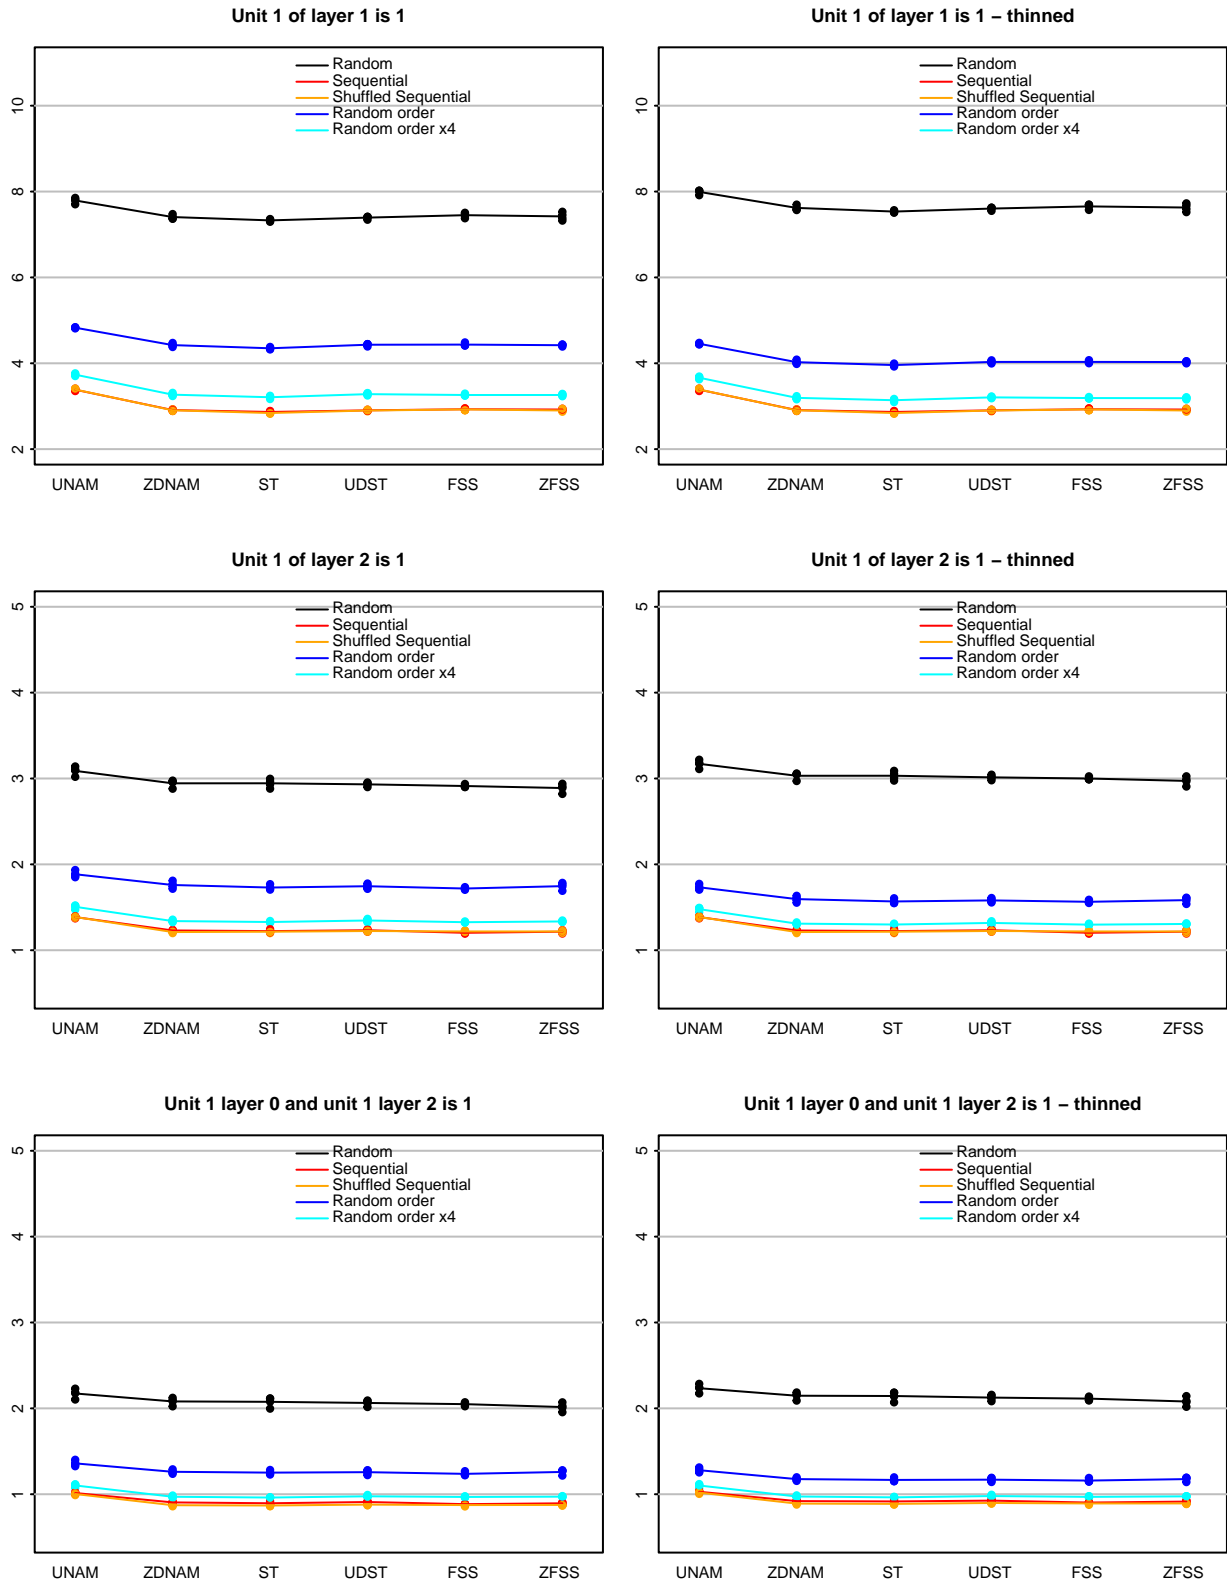 Unit 1 of layer 1 is 1
Random
Sequential
Shuffled Sequential
Random order
Random order x4
10
8
6
4
2
UNAM ZDNAM ST UDST FSS ZFSS
Unit 1 of layer 1 is 1 – thinned
Random
Sequential
Shuffled Sequential
Random order
Random order x4
10
8
6
4
2
UNAM ZDNAM ST UDST FSS ZFSS
Unit 1 of layer 2 is 1
Random
Sequential
Shuffled Sequential
Random order
Random order x4
5
4
3
2
1
UNAM ZDNAM ST UDST FSS ZFSS
Unit 1 of layer 2 is 1 – thinned
Random
Sequential
Shuffled Sequential
Random order
Random order x4
5
4
3
2
1
UNAM ZDNAM ST UDST FSS ZFSS
Unit 1 layer 0 and unit 1 layer 2 is 1
Random
Sequential
Shuffled Sequential
Random order
Random order x4
5
4
3
2
1
UNAM ZDNAM ST UDST FSS ZFSS
Unit 1 layer 0 and unit 1 layer 2 is 1 – thinned
Random
Sequential
Shuffled Sequential
Random order
Random order x4
5
4
3
2
1
UNAM ZDNAM ST UDST FSS ZFSS